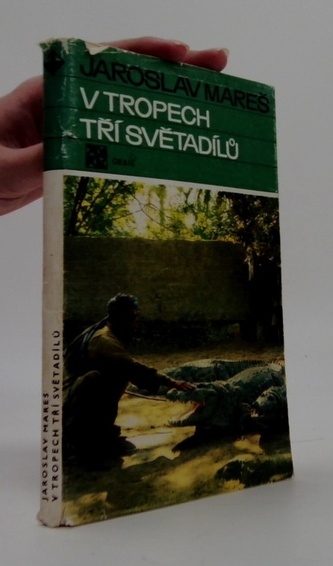 JAROSLAV MAREŠ
V TROPECH
TŘÍ SVĚTADÍLŮ
JAROSLAV MAREŠ
V TROPECH TŘÍ SVĚTADÍLŮ